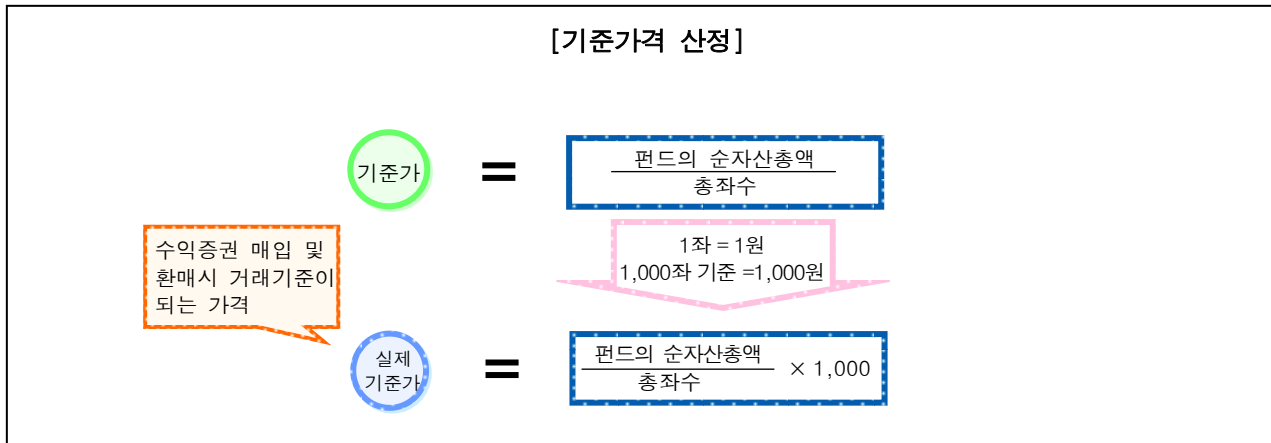 [기준가격 산정]
기준가
=
펀드의 순자산총액
총좌수
1좌 = 1원
1,000좌 기준 =1,000원
수익증권 매입 및
환매시 거래기준이
되는 가격
실제
기준가
=
펀드의 순자산총액
총좌수
× 1,000